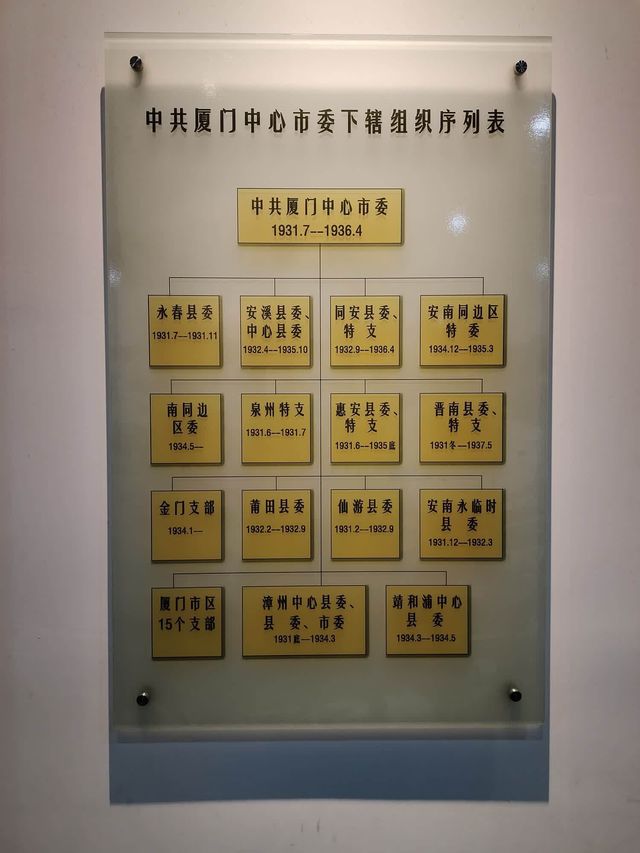 中共厦门中心市委下辖组织序列表
中共厦门中心市委
1931.7--1936.4
永春县委
1931.7—1931.11
安溪县委、
中心县委
1932.4—1935.10
同安县委、
特支
1932.9—1936.4
安南同边区
特委
1934.12—1935.3
南同边
区委
1934.5—
泉州特支
1931.6—1931.7
惠安县委、
特支
1931.6—1935底
晋南县委、
特支
1931冬—1937.5
金门支部
1934.1—
莆田县委
1932.2—1932.9
仙游县委
1931.2—1932.9
安南永临时
县 委
1931.12—1932.3
厦门市区
15个支部
漳州中心县委、
县 委、市委
1931底—1934.3
靖和浦中心
县 委
1934.3—1934.5